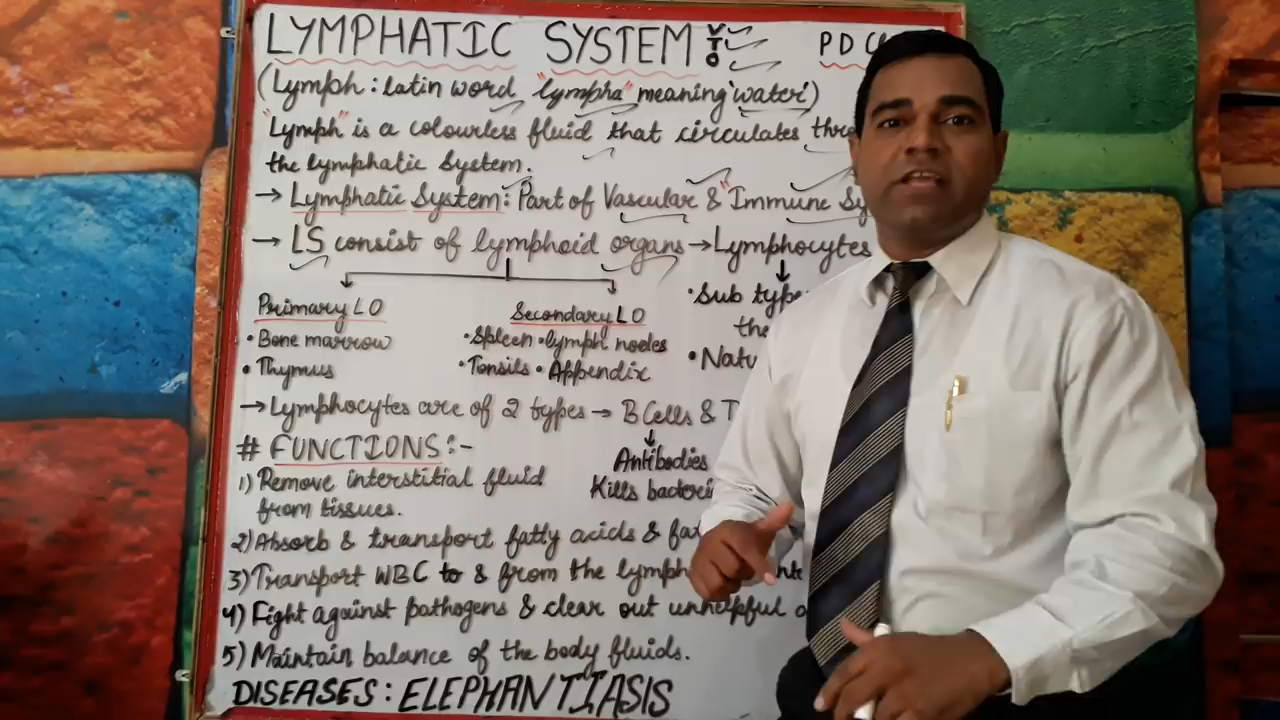 LYMPHATIC SYSTEM P D
(Lymph : latin word "lympha" meaning 'water')
"Lymph" is a colourless fluid that circulates
the lymphatic System.
→ Lymphatic System: Part of Vascular & "Immune
→ LS consist of lymphoid organs → Lymphocytes
Primary LO
• Bone marrow
• Thymus
Secondary LO
• Spleen • lymph nodes
• Tonsils • Appendix
• Sub
the
→ Lymphocytes are of 2 types → B Cells & T
Antibodies
Kills
# FUNCTIONS :-
1) Remove interstitial fluid
from tissues.
2) Absorb & transport fatty acids &
3) Transport WBC to & from the
4) Fight against pathogens & clear out unhelpful
5) Maintain balance of the body fluids.
DISEASES : ELEPHANTIASIS